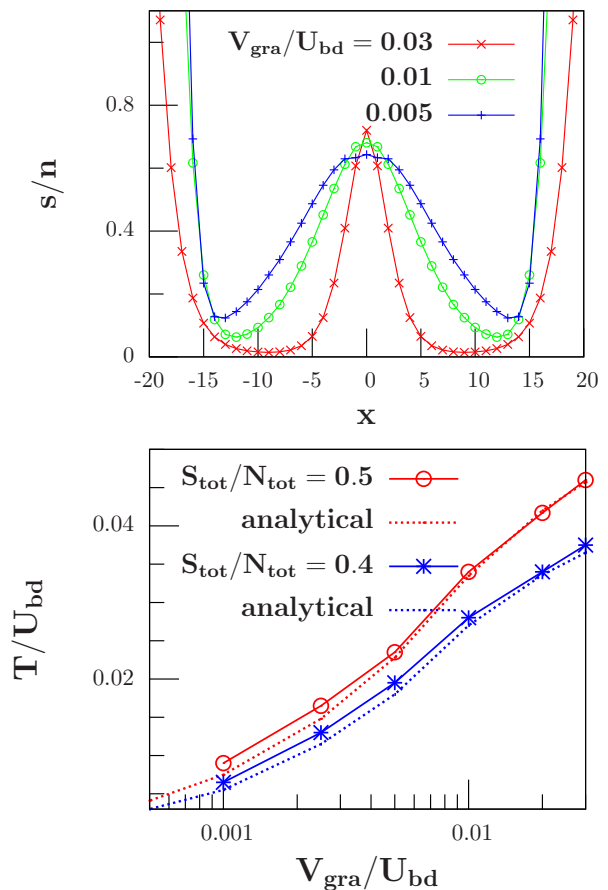 V_gra/U_bd = 0.03
0.01
0.005
0.8
0.4
0
s/n
-20 -15 -10 -5 0 5 10 15 20
x
S_tot/N_tot = 0.5
analytical
S_tot/N_tot = 0.4
analytical
0.04
0.02
T/U_bd
0.001 0.01
V_gra/U_bd